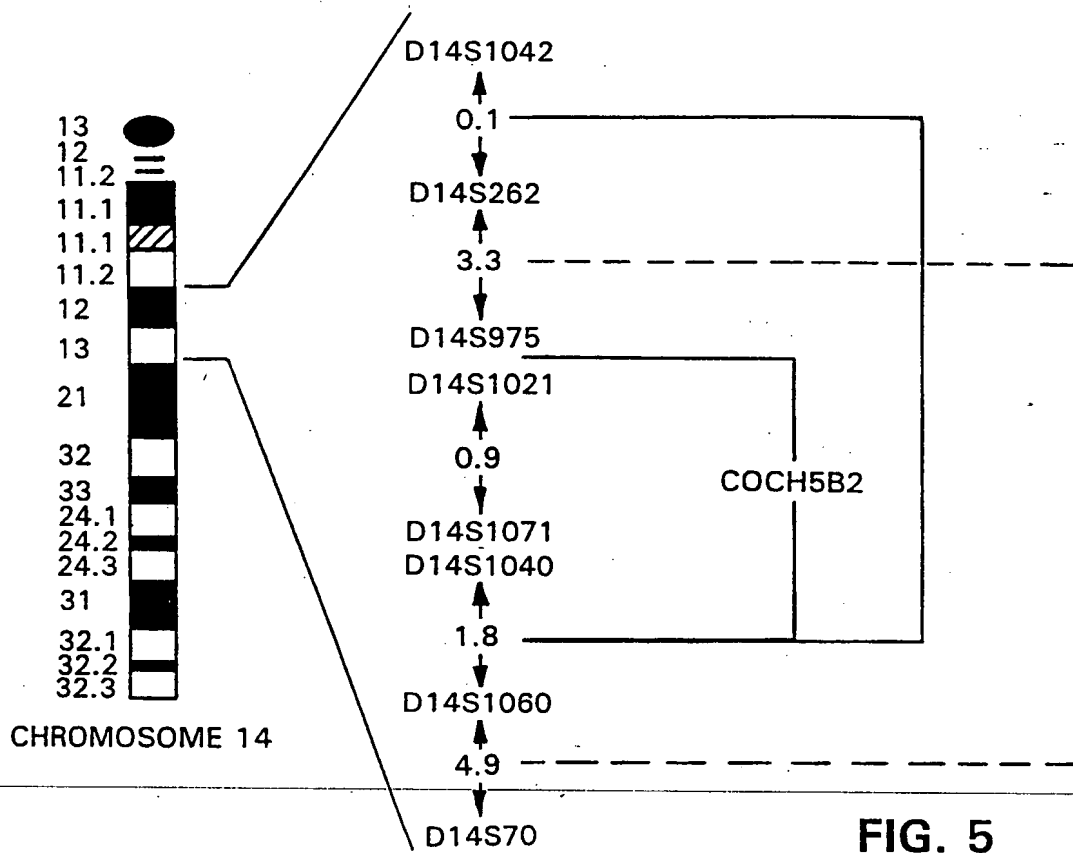 13
12
11.2
11.1
11.1
11.2
12
13
21
32
33
24.1
24.2
24.3
31
32.1
32.2
32.3
CHROMOSOME 14
D14S1042
0.1
D14S262
3.3
D14S975
D14S1021
0.9
D14S1071
D14S1040
1.8
D14S1060
4.9
D14S70
COCH5B2
FIG. 5